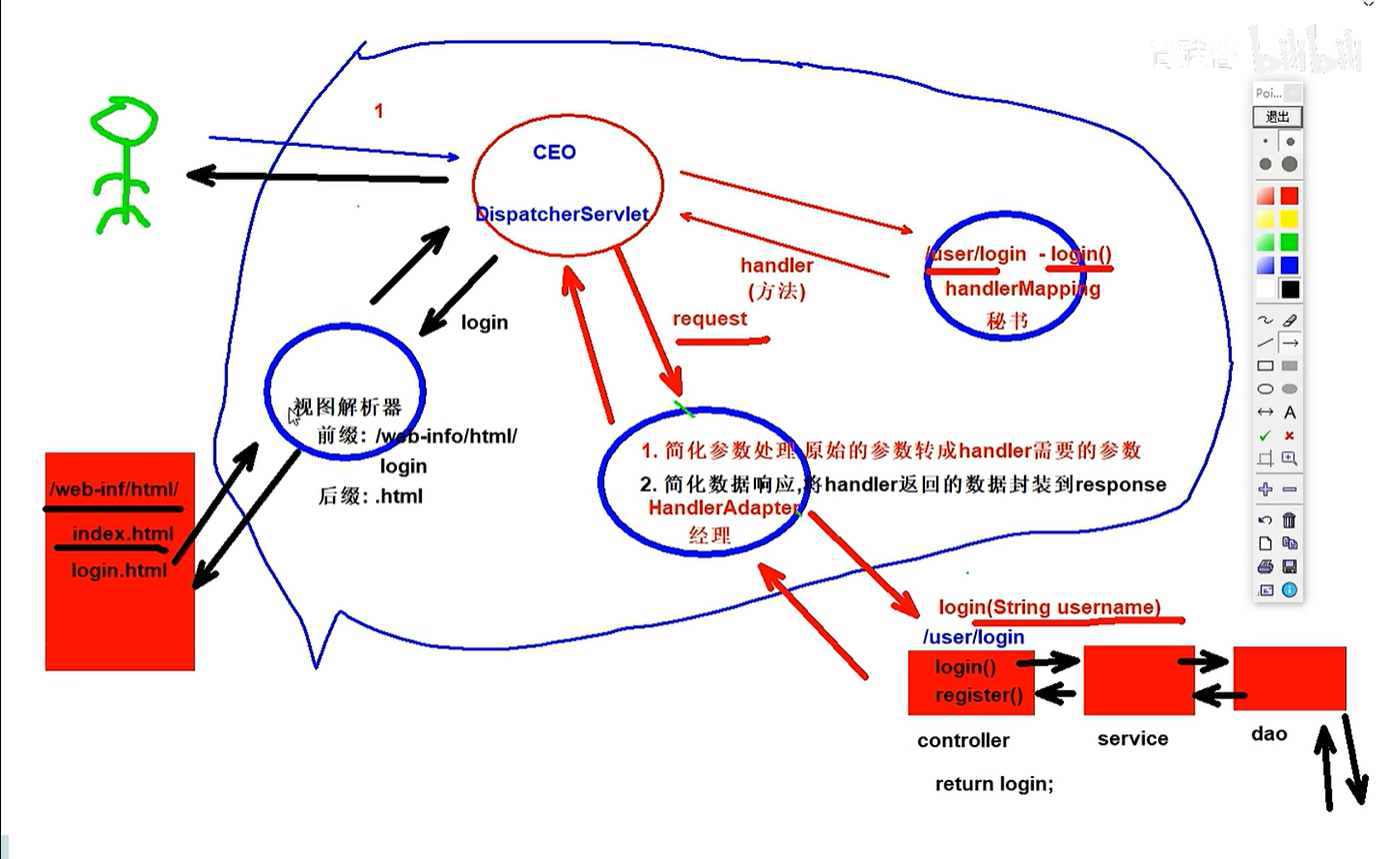 尚硅谷 bilibili
Poi...
退出
1
CEO
DispatcherServlet
/user/login - login()
handlerMapping
秘书
handler
(方法)
request
login
视图解析器
前缀: /web-info/html/
login
后缀: .html
1. 简化参数处理 原始的参数转成handler需要的参数
2. 简化数据响应,将handler返回的数据封装到response
HandlerAdapter
经理
/web-inf/html/
index.html
login.html
login(String username)
/user/login
login()
register()
controller
service
dao
return login;
A